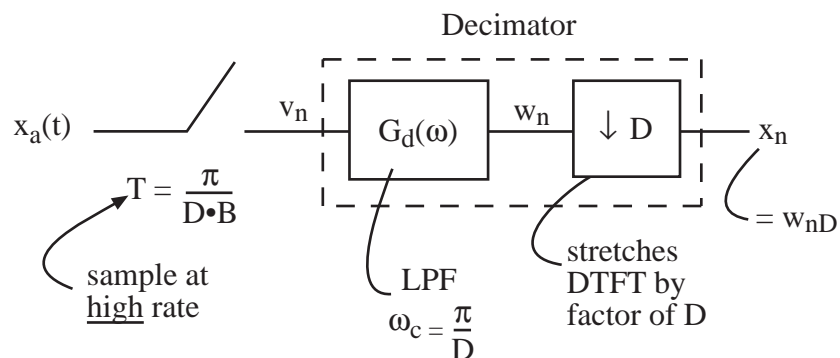 Decimator
x_a(t)
v_n
G_d(ω)
w_n
↓ D
x_n
T = π/(D•B)
= w_nD
sample at
high rate
LPF
ω_c = π/D
stretches
DTFT by
factor of D